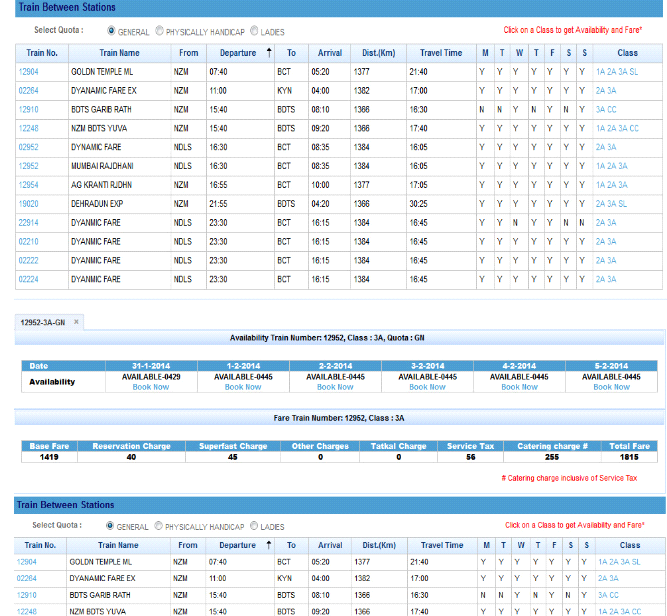 Train Between Stations
Select Quota : GENERAL PHYSICALLY HANDICAP LADIES Click on a Class to get Availability and Fare*
Train No. Train Name From Departure ↑ To Arrival Dist.(Km) Travel Time M T W T F S S Class
12904 GOLDN TEMPLE ML NZM 07:40 BCT 05:20 1377 21:40 Y Y Y Y Y Y Y 1A 2A 3A SL
02264 DYANAMIC FARE EX NZM 11:00 KYN 04:00 1382 17:00 Y Y Y Y Y Y Y 2A 3A
12910 BDTS GARIB RATH NZM 15:40 BDTS 08:10 1366 16:30 N N Y N Y N Y 3A CC
12248 NZM BDTS YUVA NZM 15:40 BDTS 09:20 1366 17:40 Y Y Y Y Y Y Y 1A 2A 3A CC
02952 DYNAMIC FARE NDLS 16:30 BCT 08:35 1384 16:05 Y Y Y Y Y Y Y 2A 3A
12952 MUMBAI RAJDHANI NDLS 16:30 BCT 08:35 1384 16:05 Y Y Y Y Y Y Y 1A 2A 3A
12954 AG KRANTI RJDHN NZM 16:55 BCT 10:00 1377 17:05 Y Y Y Y Y Y Y 1A 2A 3A
19020 DEHRADUN EXP NZM 21:55 BDTS 04:20 1366 30:25 Y Y Y Y Y Y Y 2A 3A SL
22914 DYANMIC FARE NDLS 23:30 BCT 16:15 1384 16:45 Y Y N Y Y N N 2A 3A
02210 DYANMIC FARE NDLS 23:30 BCT 16:15 1384 16:45 Y Y Y Y Y Y Y 2A 3A
02222 DYANMIC FARE NDLS 23:30 BCT 16:15 1384 16:45 Y Y Y Y Y Y Y 2A 3A
02224 DYANMIC FARE NDLS 23:30 BCT 16:15 1384 16:45 Y Y Y Y Y Y Y 2A 3A
12952-3A-GN ×
Availability Train Number: 12952, Class : 3A, Quota : GN
Date 31-1-2014 1-2-2014 2-2-2014 3-2-2014 4-2-2014 5-2-2014
Availability AVAILABLE-0429 AVAILABLE-0445 AVAILABLE-0445 AVAILABLE-0445 AVAILABLE-0445 AVAILABLE-0445
Book Now Book Now Book Now Book Now Book Now Book Now
Fare Train Number: 12952, Class : 3A
Base Fare Reservation Charge Superfast Charge Other Charges Tatkal Charge Service Tax Catering charge # Total Fare
1419 40 45 0 0 56 255 1815
# Catering charge inclusive of Service Tax
Train Between Stations
Select Quota : GENERAL PHYSICALLY HANDICAP LADIES Click on a Class to get Availability and Fare*
Train No. Train Name From Departure ↑ To Arrival Dist.(Km) Travel Time M T W T F S S Class
12904 GOLDN TEMPLE ML NZM 07:40 BCT 05:20 1377 21:40 Y Y Y Y Y Y Y 1A 2A 3A SL
02264 DYANAMIC FARE EX NZM 11:00 KYN 04:00 1382 17:00 Y Y Y Y Y Y Y 2A 3A
12910 BDTS GARIB RATH NZM 15:40 BDTS 08:10 1366 16:30 N N Y N Y N Y 3A CC
12248 NZM BDTS YUVA NZM 15:40 BDTS 09:20 1366 17:40 Y Y Y Y Y Y Y 1A 2A 3A CC